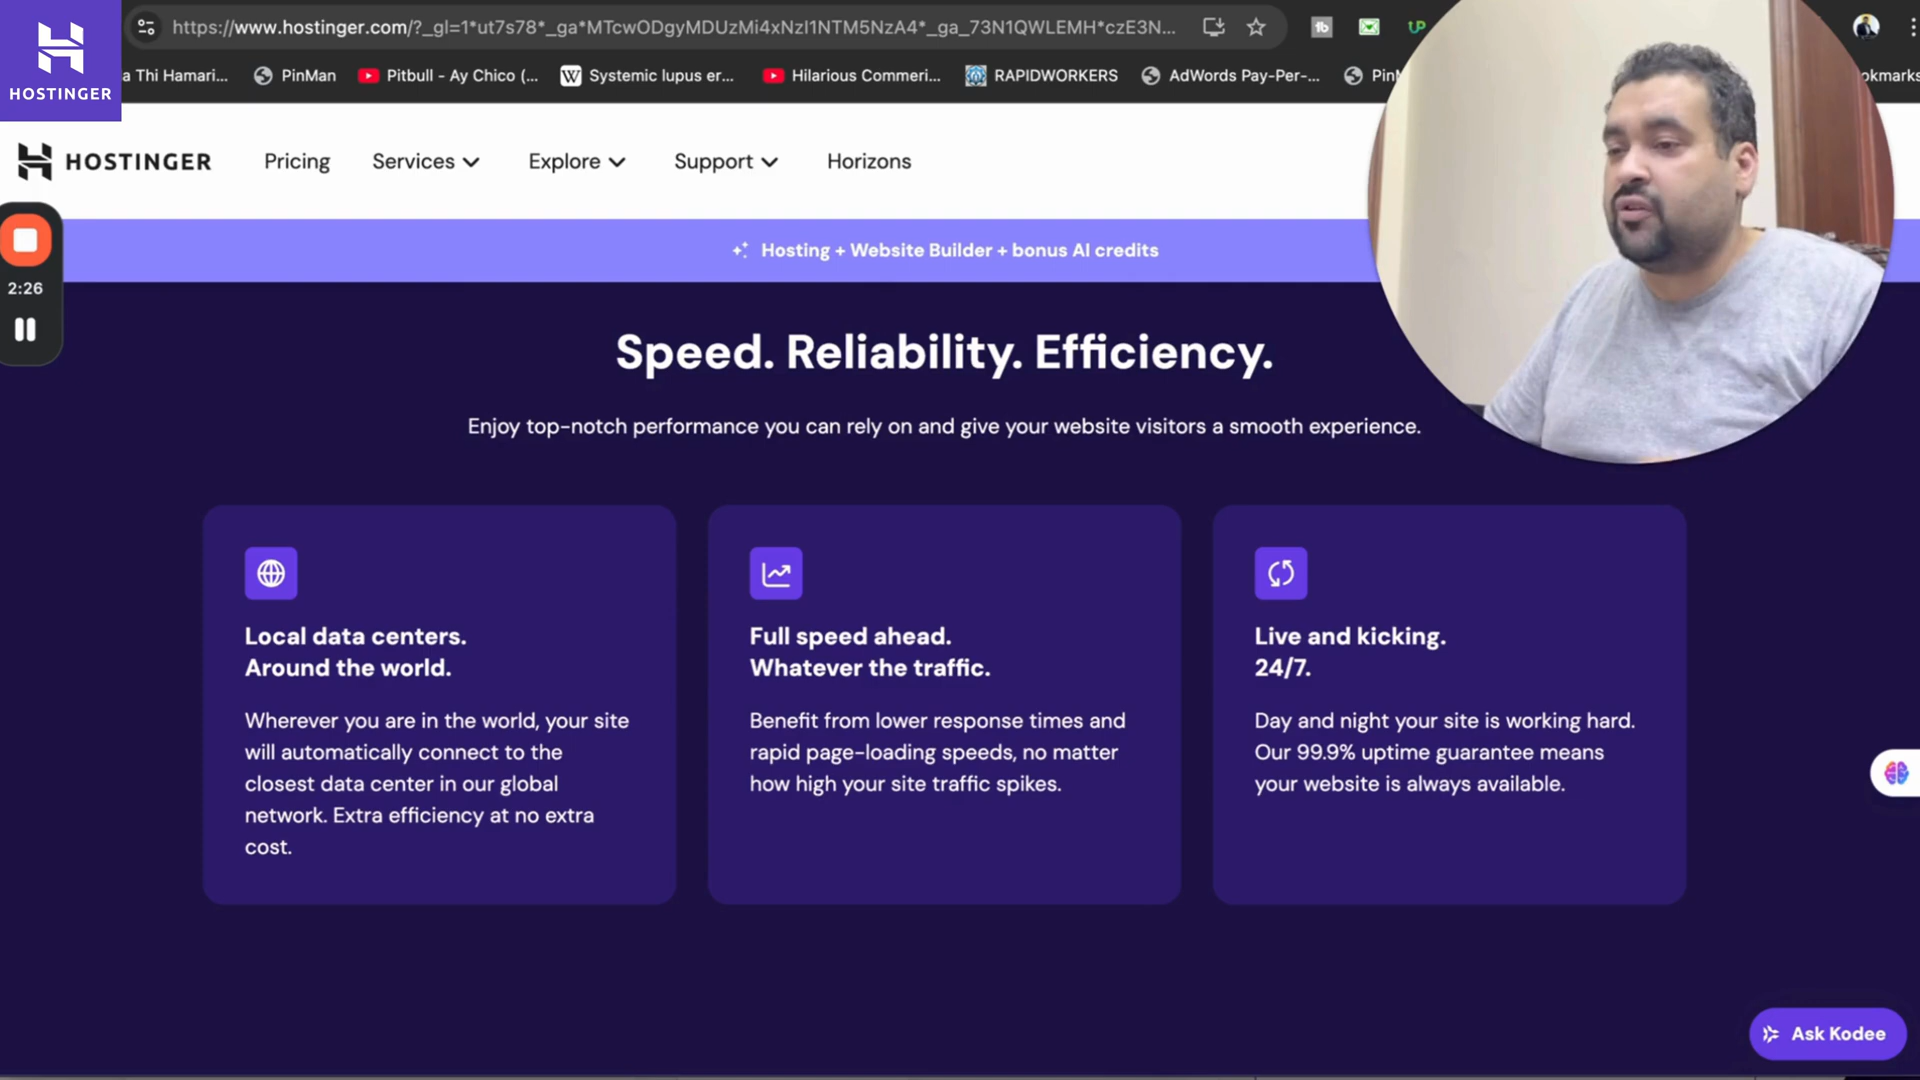 HOSTINGER
https://www.hostinger.com/?_gl=1*ut7s78*_ga*MTcwODgyMDUzMi4xNzI1NTM5NzA4*_ga_73N1QWLEMH*czE3N...
a Thi Hamari...
PinMan
Pitbull - Ay Chico (...
Systemic lupus er...
Hilarious Commeri...
RAPIDWORKERS
AdWords Pay-Per-...
HOSTINGER
Pricing
Services
Explore
Support
Horizons
Hosting + Website Builder + bonus AI credits
2:26
Speed. Reliability. Efficiency.
Enjoy top-notch performance you can rely on and give your website visitors a smooth experience.
Local data centers.
Around the world.
Wherever you are in the world, your site
will automatically connect to the
closest data center in our global
network. Extra efficiency at no extra
cost.
Full speed ahead.
Whatever the traffic.
Benefit from lower response times and
rapid page-loading speeds, no matter
how high your site traffic spikes.
Live and kicking.
24/7.
Day and night your site is working hard.
Our 99.9% uptime guarantee means
your website is always available.
Ask Kodee